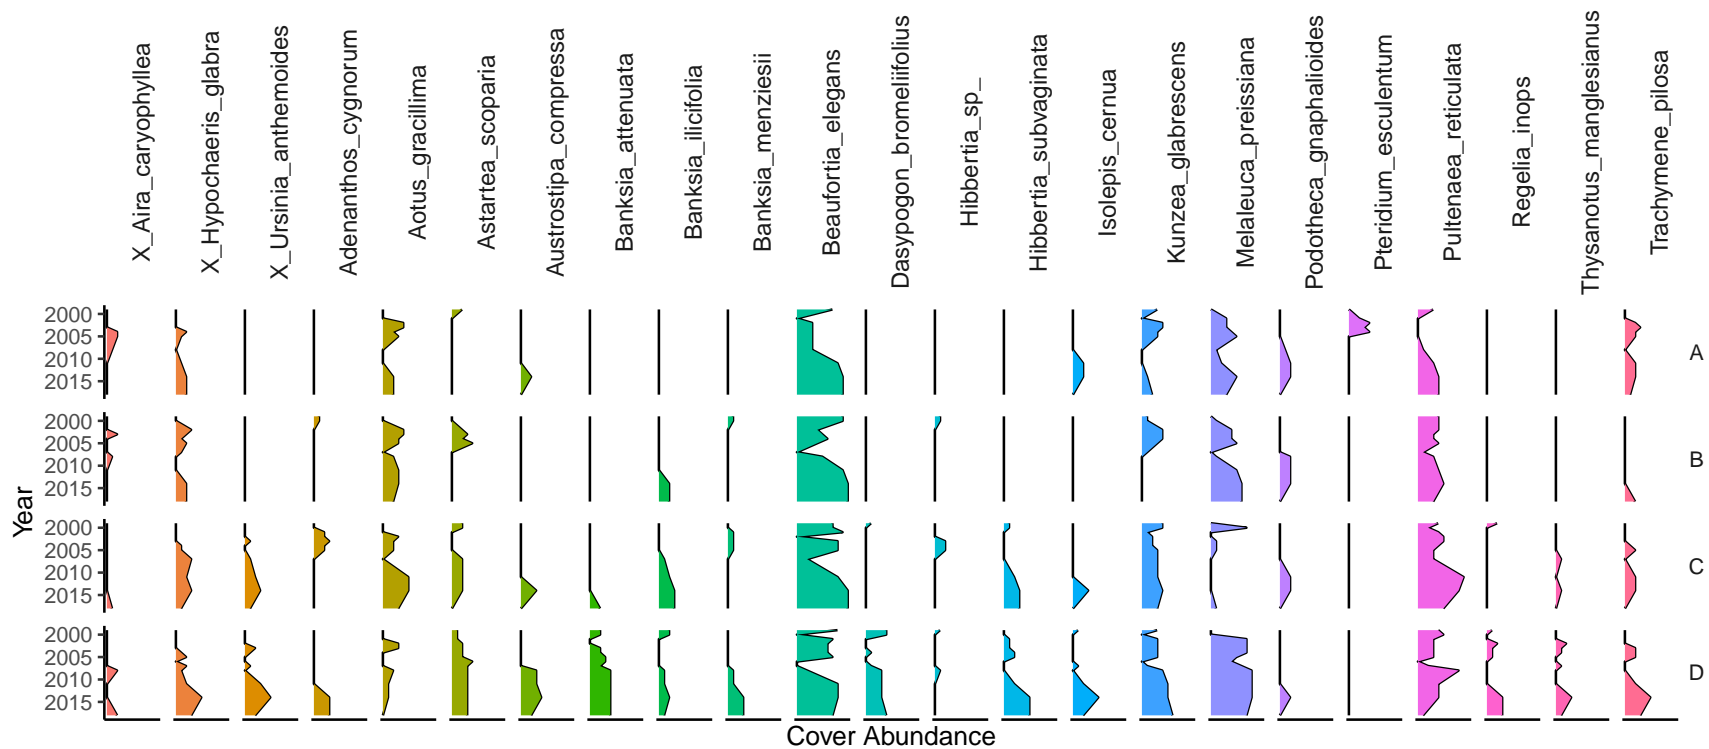 X_Aira_caryophyllea
X_Hypochaeris_glabra
X_Ursinia_anthemoides
Adenanthos_cygnorum
Aotus_gracillima
Astartea_scoparia
Austrostipa_compressa
Banksia_attenuata
Banksia_ilicifolia
Banksia_menziesii
Beaufortia_elegans
Dasypogon_bromeliifolius
Hibbertia_sp_
Hibbertia_subvaginata
Isolepis_cernua
Kunzea_glabrescens
Melaleuca_preissiana
Podotheca_gnaphalioides
Pteridium_esculentum
Pultenaea_reticulata
Regelia_inops
Thysanotus_manglesianus
Trachymene_pilosa
Year
2000
2005
2010
2015
A
2000
2005
2010
2015
B
2000
2005
2010
2015
C
2000
2005
2010
2015
D
Cover Abundance